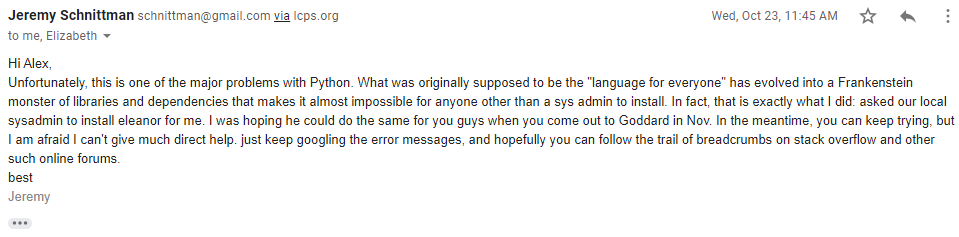 Jeremy Schnittman schnittman@gmail.com via lcps.org Wed, Oct 23, 11:45 AM
to me, Elizabeth
Hi Alex,
Unfortunately, this is one of the major problems with Python. What was originally supposed to be the "language for everyone" has evolved into a Frankenstein
monster of libraries and dependencies that makes it almost impossible for anyone other than a sys admin to install. In fact, that is exactly what I did: asked our local
sysadmin to install eleanor for me. I was hoping he could do the same for you guys when you come out to Goddard in Nov. In the meantime, you can keep trying, but
I am afraid I can't give much direct help. just keep googling the error messages, and hopefully you can follow the trail of breadcrumbs on stack overflow and other
such online forums.
best
Jeremy